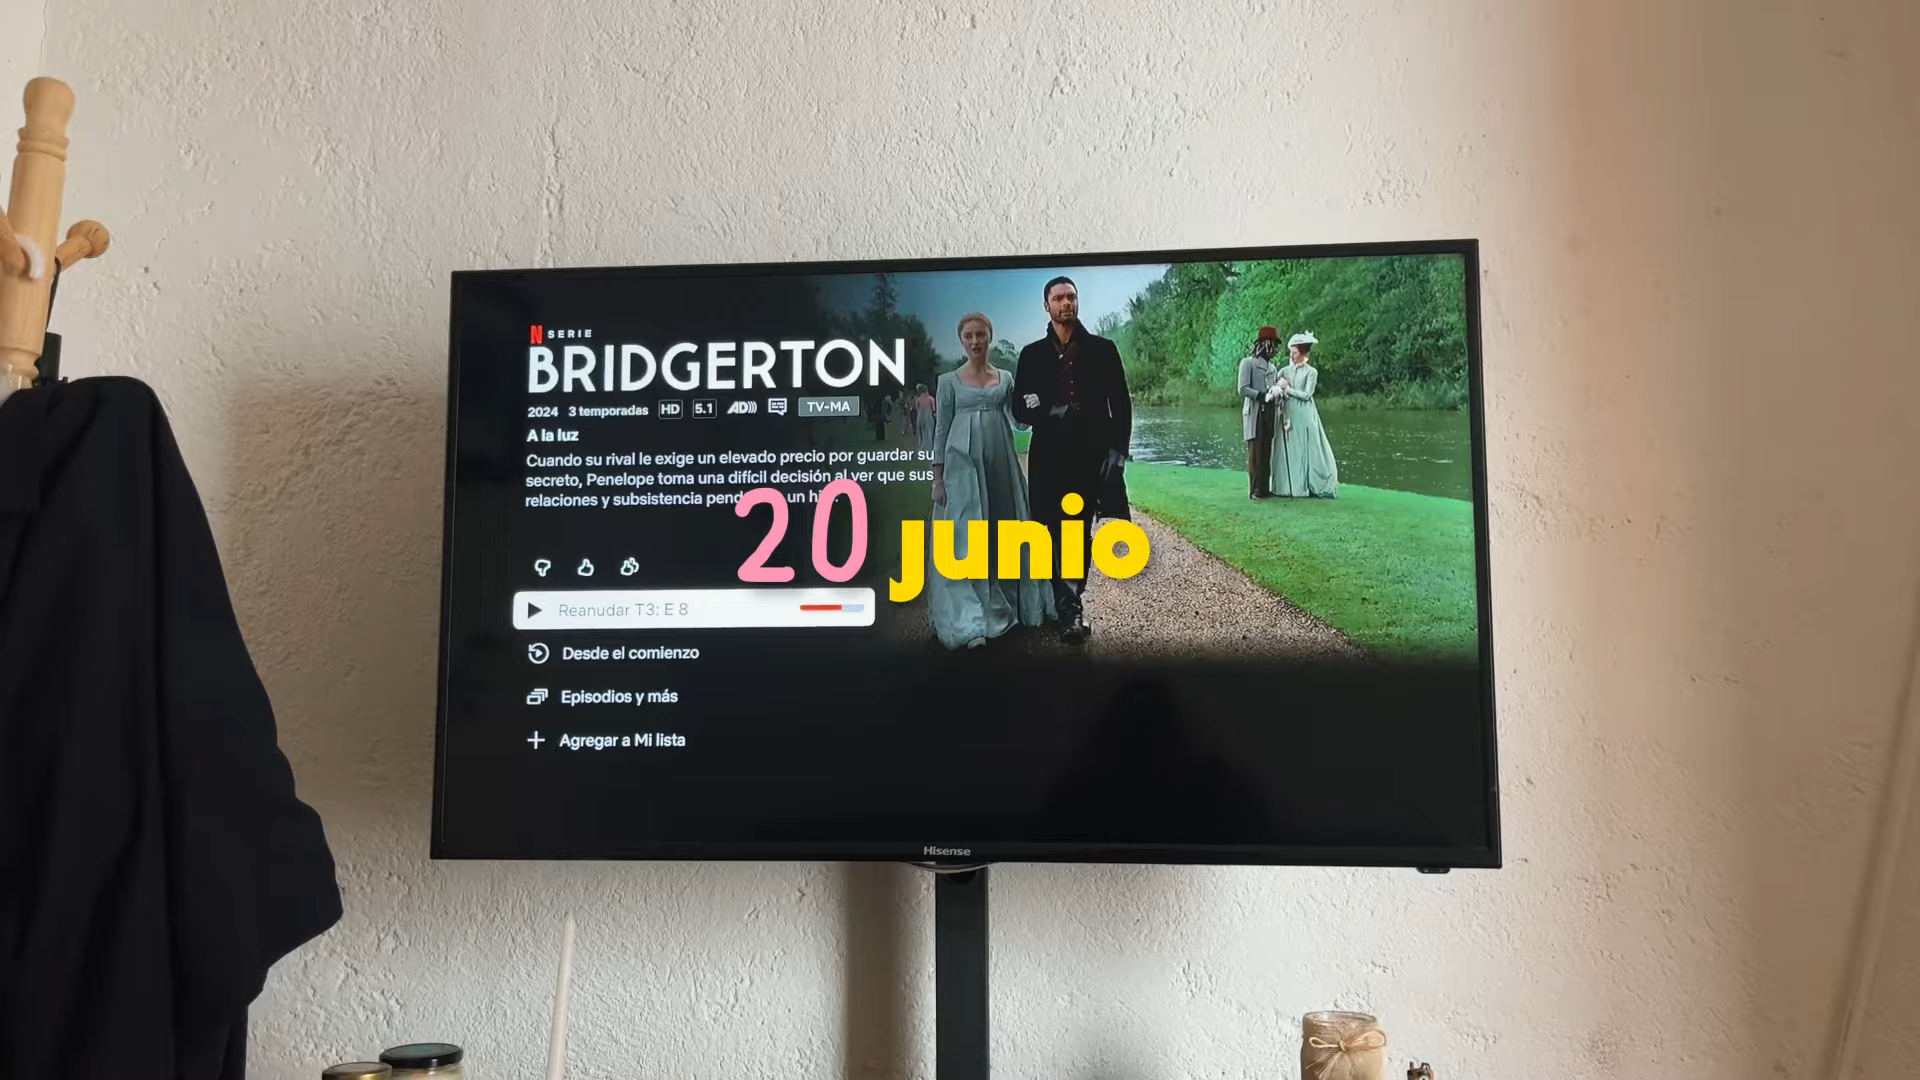 N SERIE
BRIDGERTON
2024 3 temporadas HD 5.1 AD))) TV-MA
A la luz
Cuando su rival le exige un elevado precio por guardar su
secreto, Penelope toma una difícil decisión al ver que sus
relaciones y subsistencia un
20 junio
Reanudar T3: E 8
Desde el comienzo
Episodios y más
Agregar a Mi lista
Hisense